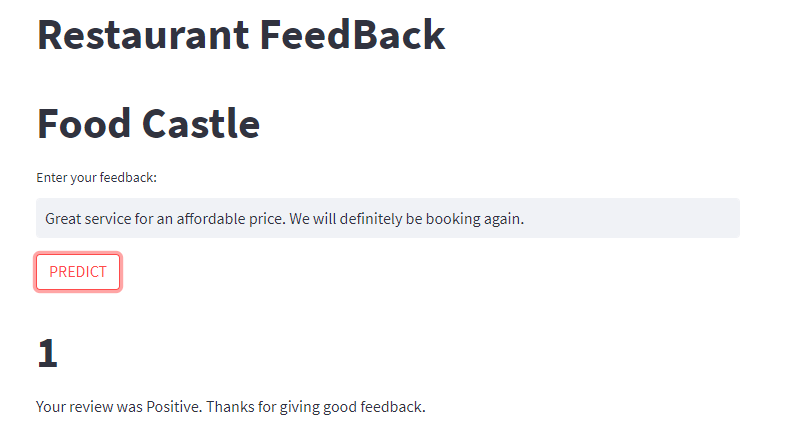 Restaurant FeedBack
Food Castle
Enter your feedback:
Great service for an affordable price. We will definitely be booking again.
PREDICT
1
Your review was Positive. Thanks for giving good feedback.